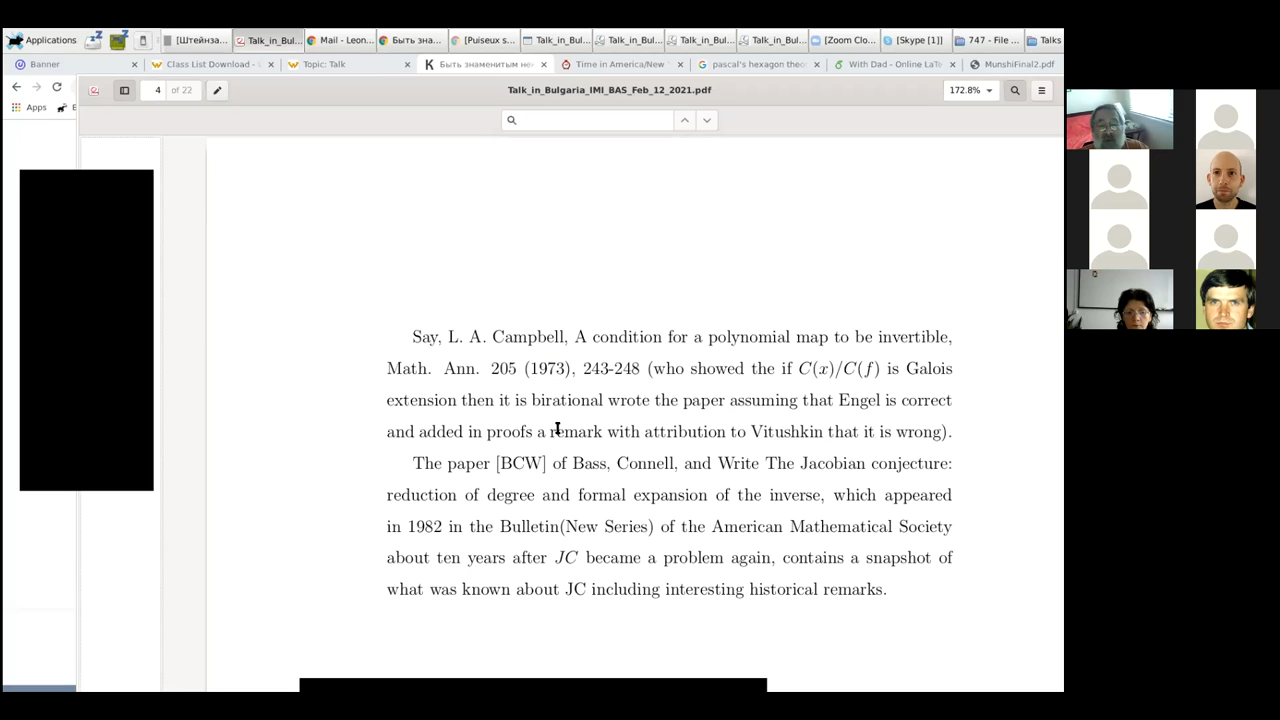 Applications
[Штейнза...
Talk_in_Bul...
Mail - Leon...
Быть зна...
[Puiseux s...
Talk_in_Bul...
Talk_in_Bu...
Talk_in_Bu...
Talk_in_Bu...
[Zoom Clo...
[Skype [1]]
747 - File ...
Talks
Banner
Class List Download -
Topic: Talk
Быть знаменитым нек
Time in America/New
pascal's hexagon theo
With Dad - Online LaTe
MunshiFinal2.pdf
4 of 22
Talk_in_Bulgaria_IMI_BAS_Feb_12_2021.pdf
172.8%
Apps
Say, L. A. Campbell, A condition for a polynomial map to be invertible,
Math. Ann. 205 (1973), 243-248 (who showed the if C(x)/C(f) is Galois
extension then it is birational wrote the paper assuming that Engel is correct
and added in proofs a remark with attribution to Vitushkin that it is wrong).
The paper [BCW] of Bass, Connell, and Write The Jacobian conjecture:
reduction of degree and formal expansion of the inverse, which appeared
in 1982 in the Bulletin(New Series) of the American Mathematical Society
about ten years after JC became a problem again, contains a snapshot of
what was known about JC including interesting historical remarks.